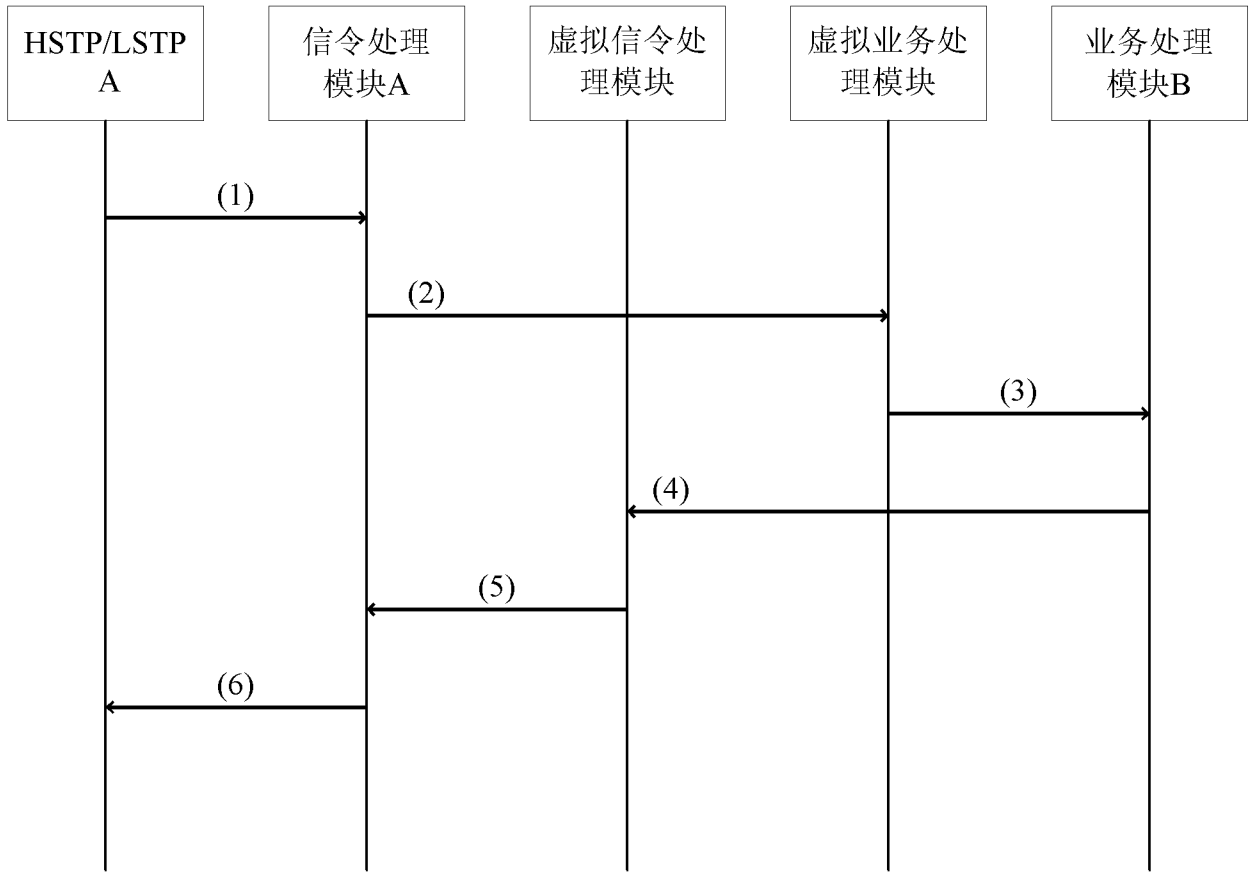 HSTP/LSTP
A
信令处理
模块A
虚拟信令处
理模块
虚拟业务处
理模块
业务处理
模块B
(1)
(2)
(3)
(4)
(5)
(6)